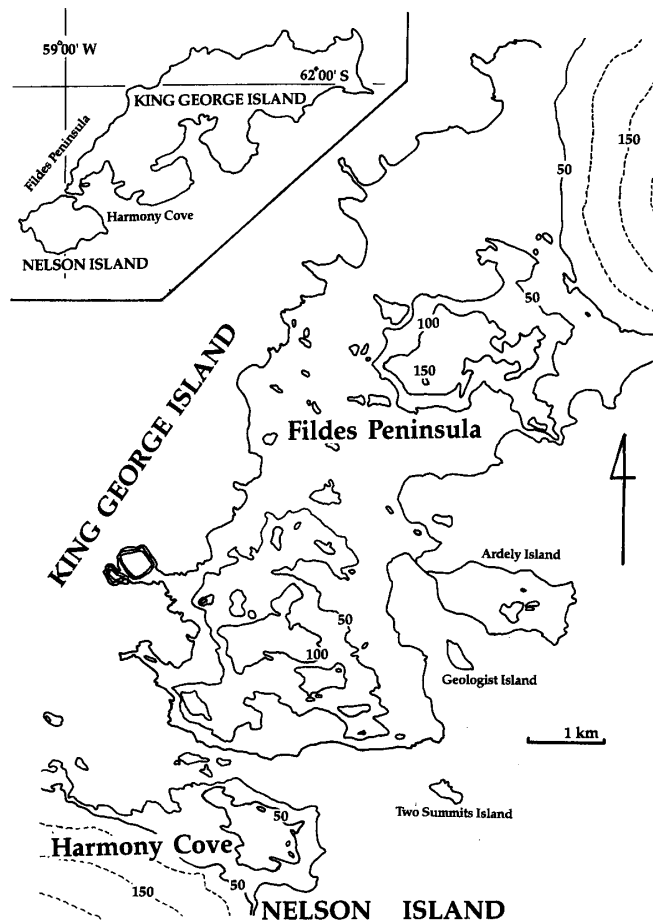 59°00' W
62°00' S
KING GEORGE ISLAND
Fildes Peninsula
Harmony Cove
NELSON ISLAND
150
50
50
100
150
KING GEORGE ISLAND
Fildes Peninsula
Ardely Island
50
100
Geologist Island
1 km
Two Summits Island
50
Harmony Cove
50
150
NELSON ISLAND